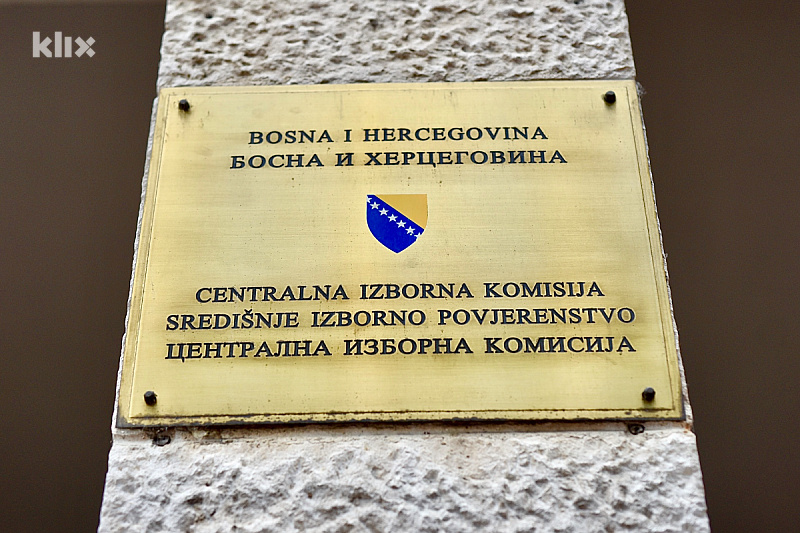 klix
BOSNA I HERCEGOVINA
БОСНА И ХЕРЦЕГОВИНА
CENTRALNA IZBORNA KOMISIJA
SREDIŠNJE IZBORNO POVJERENSTVO
ЦЕНТРАЛНА ИЗБОРНА КОМИСИЈА